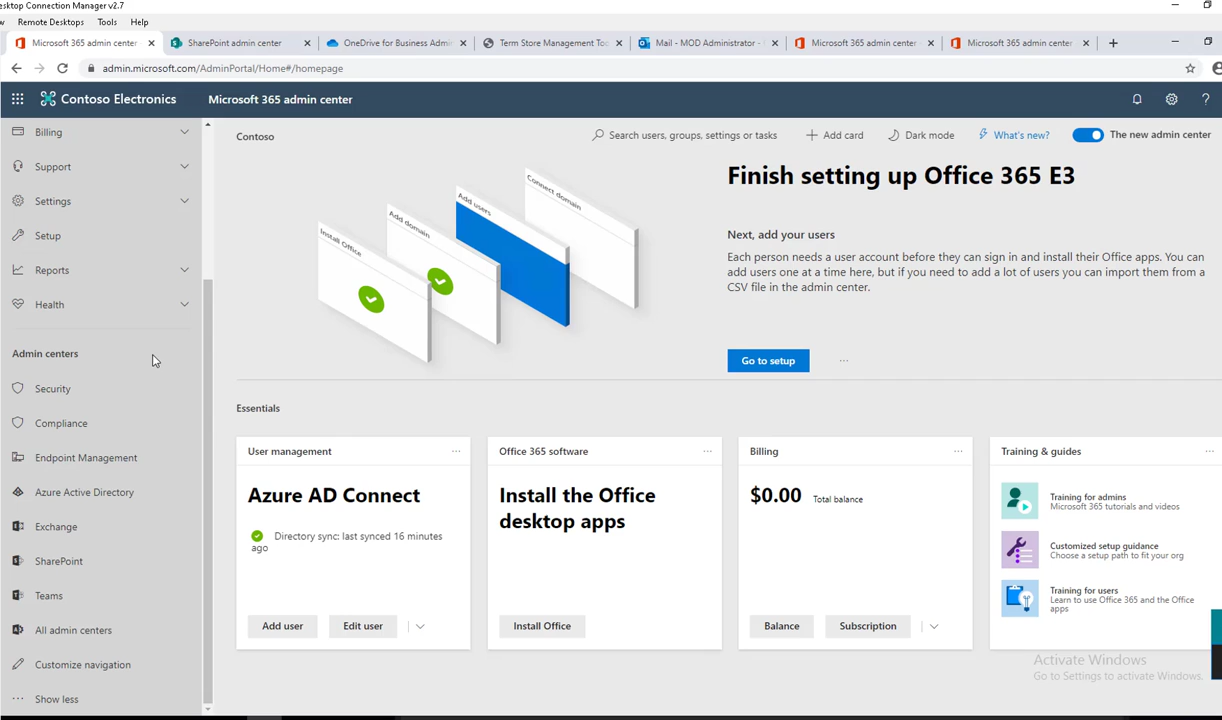 esktop Connection Manager v2.7
w Remote Desktops Tools Help
Microsoft 365 admin center - SharePoint admin center OneDrive for Business Admin Term Store Management Too Mail - MOD Administrator - Microsoft 365 admin center Microsoft 365 admin center -
admin.microsoft.com/AdminPortal/Home#/homepage
Contoso Electronics Microsoft 365 admin center ?
Contoso Search users, groups, settings or tasks Add card Dark mode What's new? The new admin center
Billing
Support
Settings
Setup
Reports
Health
Admin centers
Security
Compliance
Endpoint Management
Azure Active Directory
Exchange
SharePoint
Teams
All admin centers
Customize navigation
Show less
Install Office
Add domain
Add users
Connect domain
Finish setting up Office 365 E3
Next, add your users
Each person needs a user account before they can sign in and install their Office apps. You can
add users one at a time here, but if you need to add a lot of users you can import them from a
CSV file in the admin center.
Go to setup
Essentials
User management
Azure AD Connect
Directory sync: last synced 16 minutes
ago
Add user Edit user
Office 365 software
Install the Office
desktop apps
Install Office
Billing
$0.00 Total balance
Balance Subscription
Training & guides
Training for admins
Microsoft 365 tutorials and videos
Customized setup guidance
Choose a setup path to fit your org
Training for users
Learn to use Office 365 and the Office
apps
Activate Windows
Go to Settings to activate Windows.